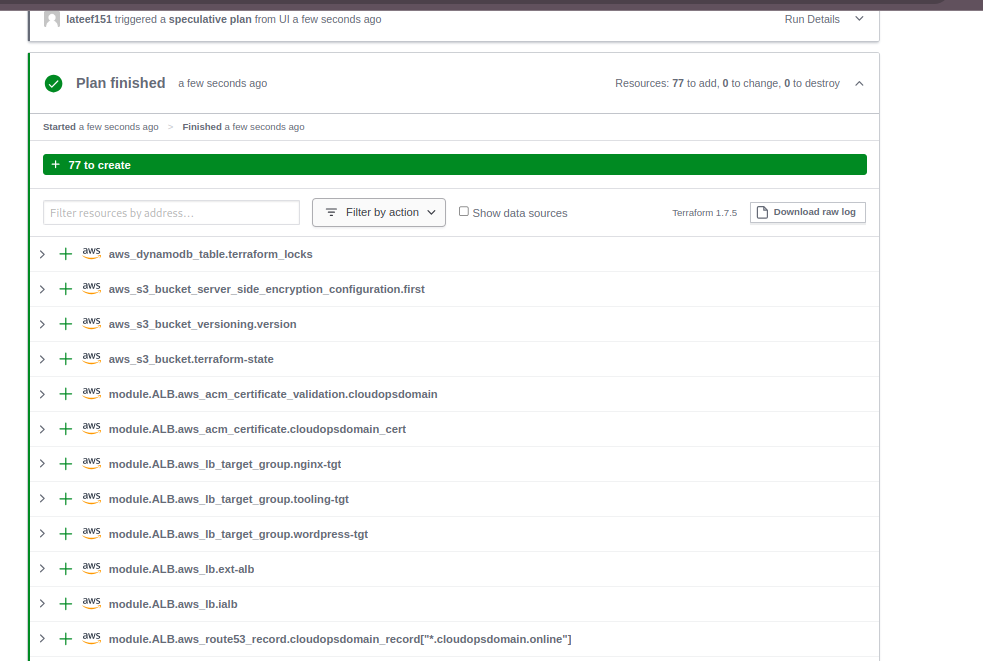 lateef151 triggered a speculative plan from UI a few seconds ago Run Details
Plan finished a few seconds ago Resources: 77 to add, 0 to change, 0 to destroy
Started a few seconds ago > Finished a few seconds ago
+ 77 to create
Filter resources by address... Filter by action Show data sources Terraform 1.7.5 Download raw log
aws aws_dynamodb_table.terraform_locks
aws aws_s3_bucket_server_side_encryption_configuration.first
aws aws_s3_bucket_versioning.version
aws aws_s3_bucket.terraform-state
aws module.ALB.aws_acm_certificate_validation.cloudopsdomain
aws module.ALB.aws_acm_certificate.cloudopsdomain_cert
aws module.ALB.aws_lb_target_group.nginx-tgt
aws module.ALB.aws_lb_target_group.tooling-tgt
aws module.ALB.aws_lb_target_group.wordpress-tgt
aws module.ALB.aws_lb.ext-alb
aws module.ALB.aws_lb.ialb
aws module.ALB.aws_route53_record.cloudopsdomain_record["*.cloudopsdomain.online"]